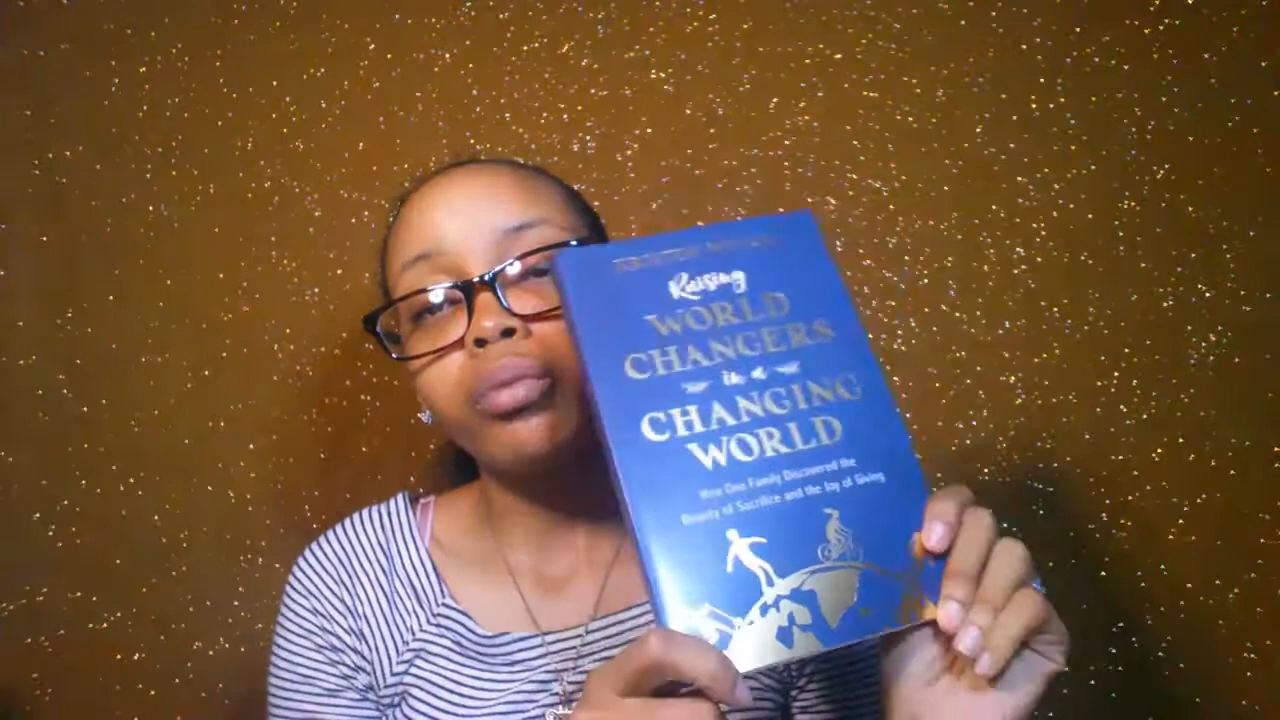 Raising
WORLD
CHANGERS
in a
CHANGING
WORLD
How One Family Discovered the
Beauty of Sacrifice and the Joy of Giving